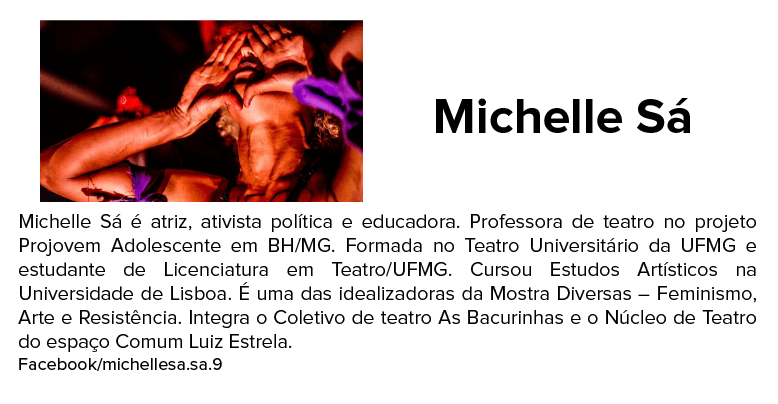 Michelle Sá
Michelle Sá é atriz, ativista política e educadora. Professora de teatro no projeto
Projovem Adolescente em BH/MG. Formada no Teatro Universitário da UFMG e
estudante de Licenciatura em Teatro/UFMG. Cursou Estudos Artísticos na
Universidade de Lisboa. É uma das idealizadoras da Mostra Diversas – Feminismo,
Arte e Resistência. Integra o Coletivo de teatro As Bacurinhas e o Núcleo de Teatro
do espaço Comum Luiz Estrela.
Facebook/michellesa.sa.9